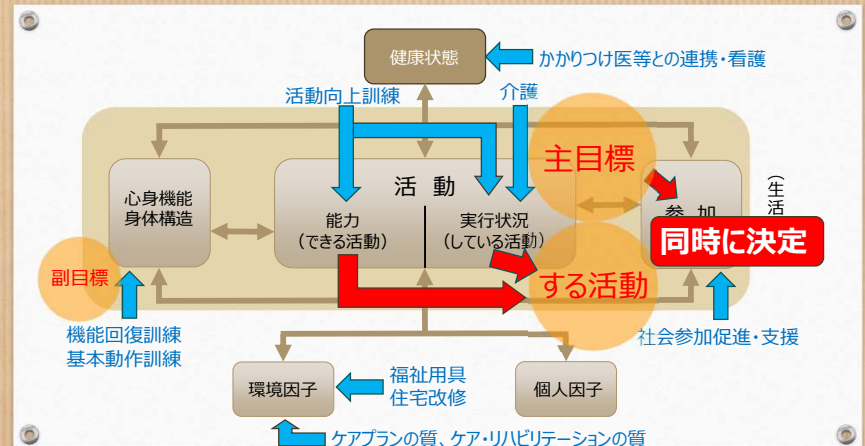 健康状態
かかりつけ医等との連携・看護
活動向上訓練
介護
主目標
心身機能
身体構造
活 動
能力
(できる活動)
実行状況
(している活動)
参 加
(生活
同時に決定
副目標
する活動
機能回復訓練
基本動作訓練
社会参加促進・支援
環境因子
福祉用具
住宅改修
個人因子
ケアプランの質、ケア・リハビリテーションの質